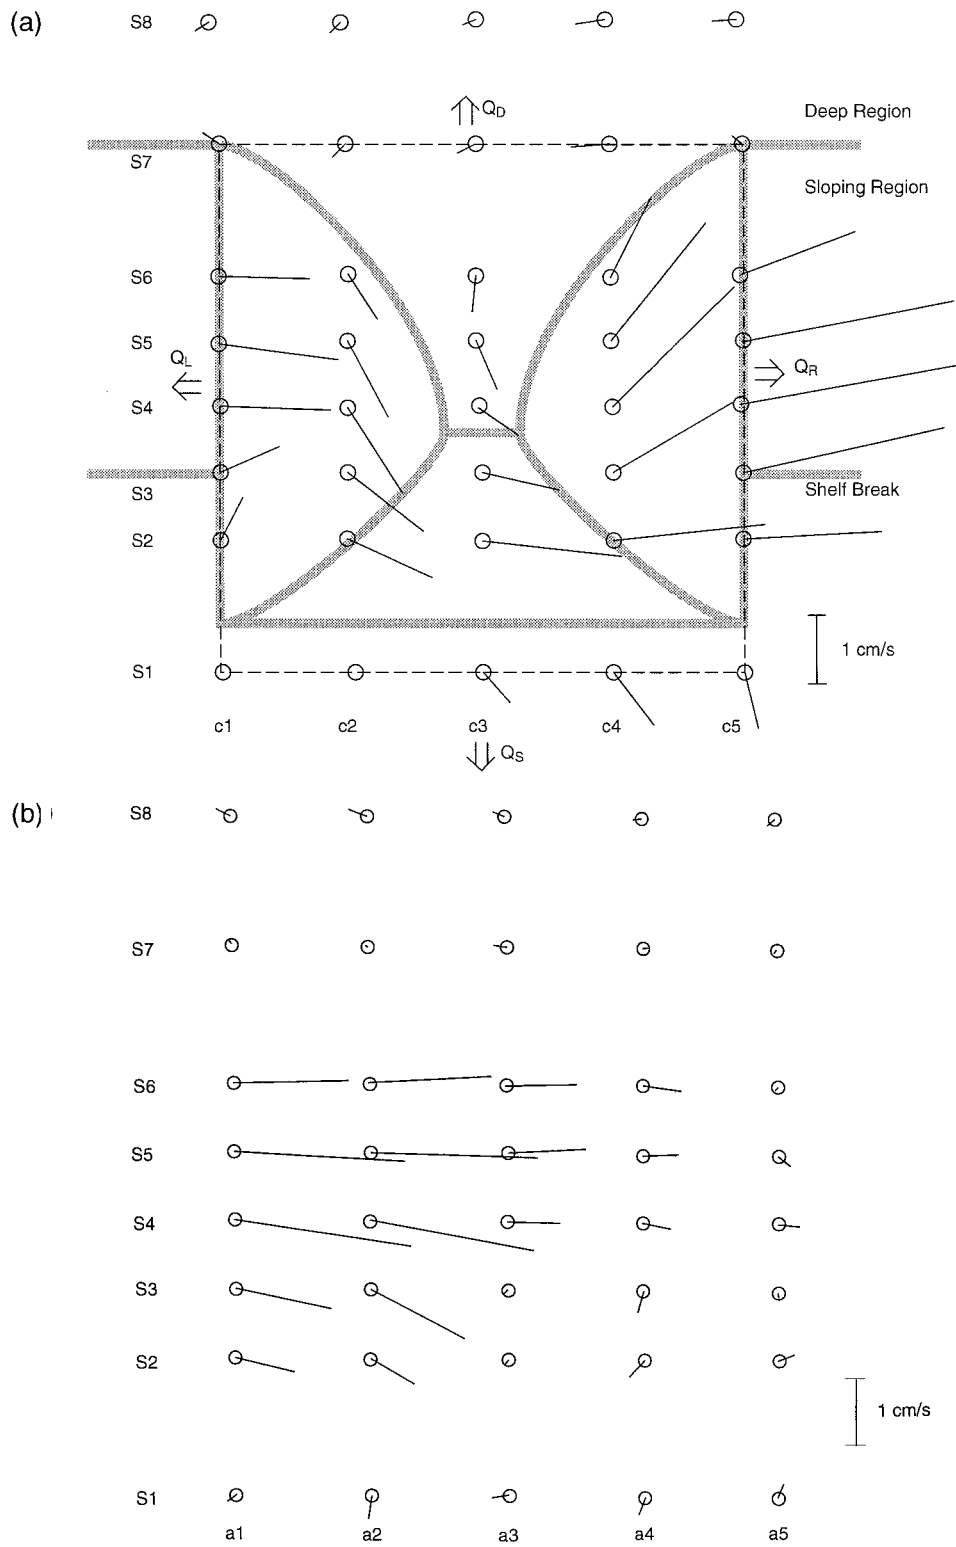 (a)
S8
Q_D
Deep Region
S7
Sloping Region
S6
S5
Q_L
Q_R
S4
S3
Shelf Break
S2
1 cm/s
S1
c1 c2 c3 c4 c5
Q_S
(b)
S8
S7
S6
S5
S4
S3
S2
1 cm/s
S1
a1 a2 a3 a4 a5